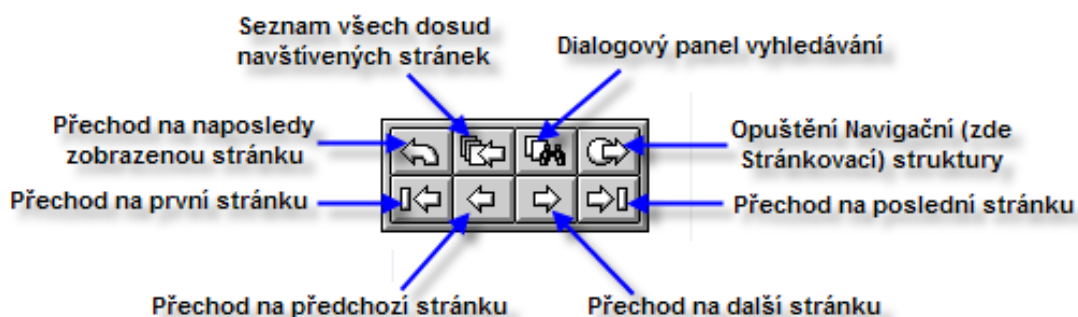 Seznam všech dosud
navštívených stránek
Dialogový panel vyhledávání
Přechod na naposledy
zobrazenou stránku
Opuštění Navigační (zde
Stránkovací) struktury
Přechod na první stránku
Přechod na poslední stránku
Přechod na předchozí stránku
Přechod na další stránku